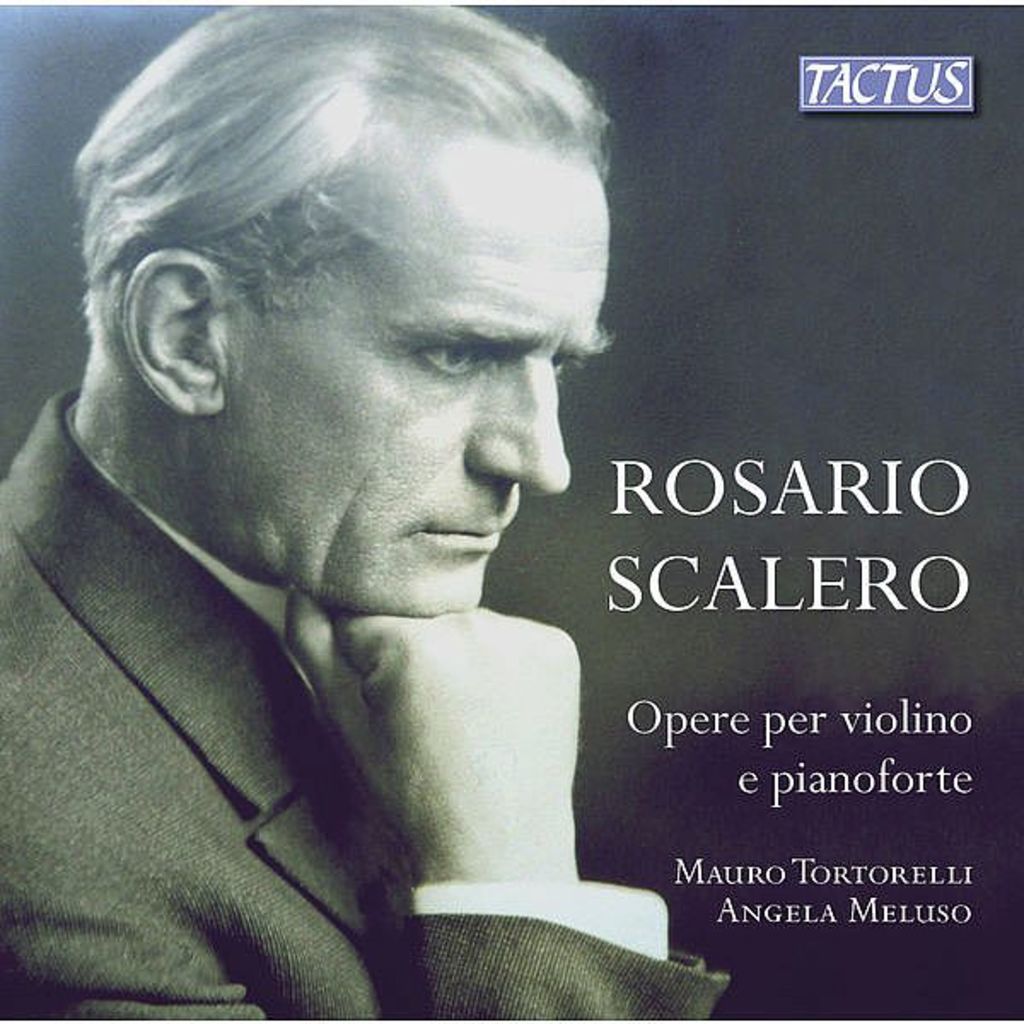 TACTUS
ROSARIO
SCALERO
Opere per violino
e pianoforte
MAURO TORTORELLI
ANGELA MELUSO